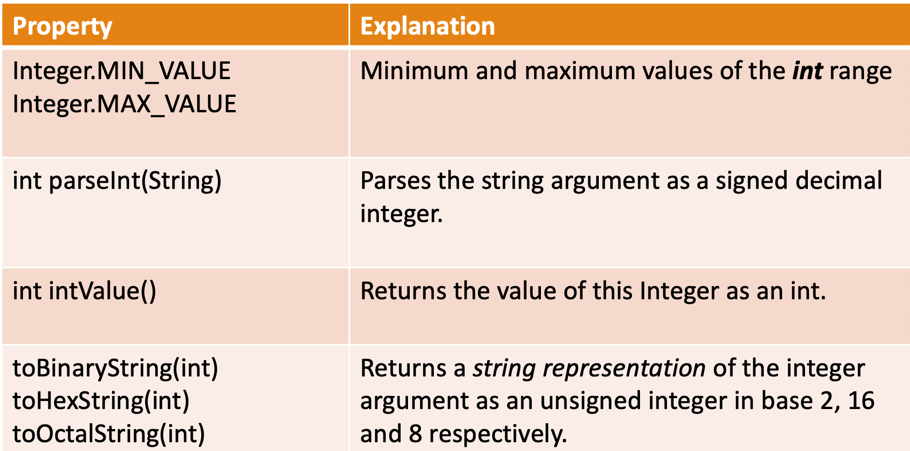 Property
Explanation
Integer.MIN_VALUE
Integer.MAX_VALUE
Minimum and maximum values of the int range
int parseInt(String)
Parses the string argument as a signed decimal
integer.
int intValue()
Returns the value of this Integer as an int.
toBinaryString(int)
toHexString(int)
toOctalString(int)
Returns a string representation of the integer
argument as an unsigned integer in base 2, 16
and 8 respectively.